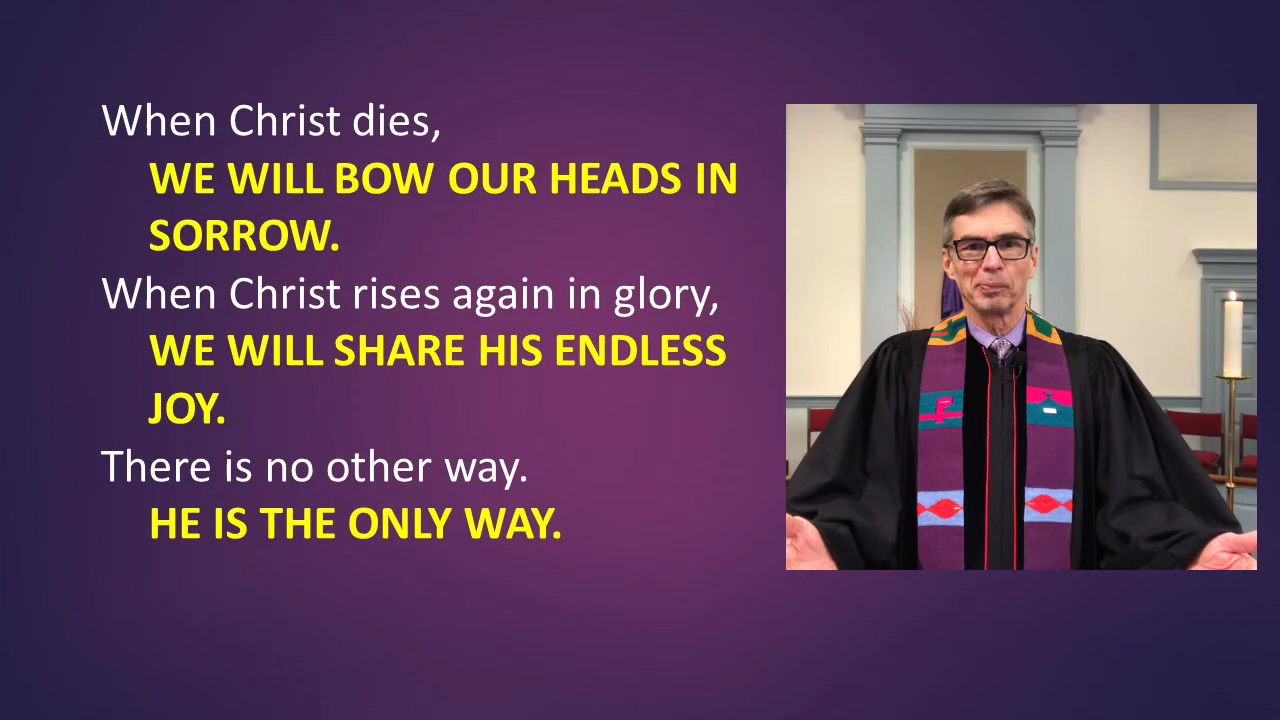 When Christ dies,
WE WILL BOW OUR HEADS IN
SORROW.
When Christ rises again in glory,
WE WILL SHARE HIS ENDLESS
JOY.
There is no other way.
HE IS THE ONLY WAY.